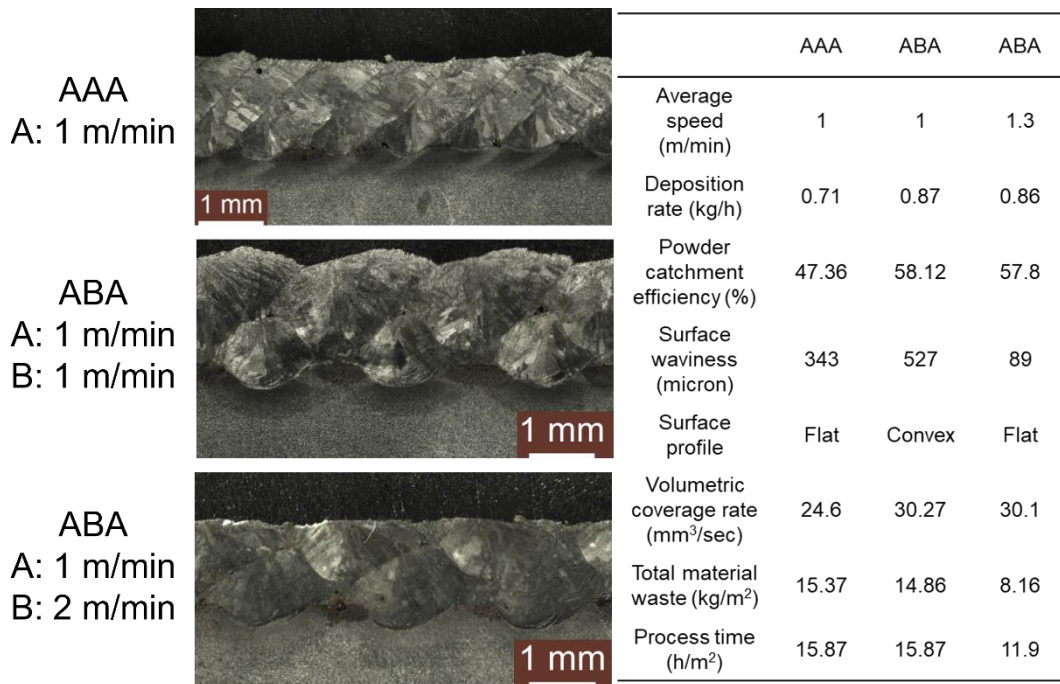 AAA
A: 1 m/min
1 mm
ABA
A: 1 m/min
B: 1 m/min
1 mm
ABA
A: 1 m/min
B: 2 m/min
1 mm
AAA ABA ABA
Average
speed
(m/min)
1 1 1.3
Deposition
rate (kg/h)
0.71 0.87 0.86
Powder
catchment
efficiency (%)
47.36 58.12 57.8
Surface
waviness
(micron)
343 527 89
Surface
profile
Flat Convex Flat
Volumetric
coverage rate
(mm³/sec)
24.6 30.27 30.1
Total material
waste (kg/m²)
15.37 14.86 8.16
Process time
(h/m²)
15.87 15.87 11.9